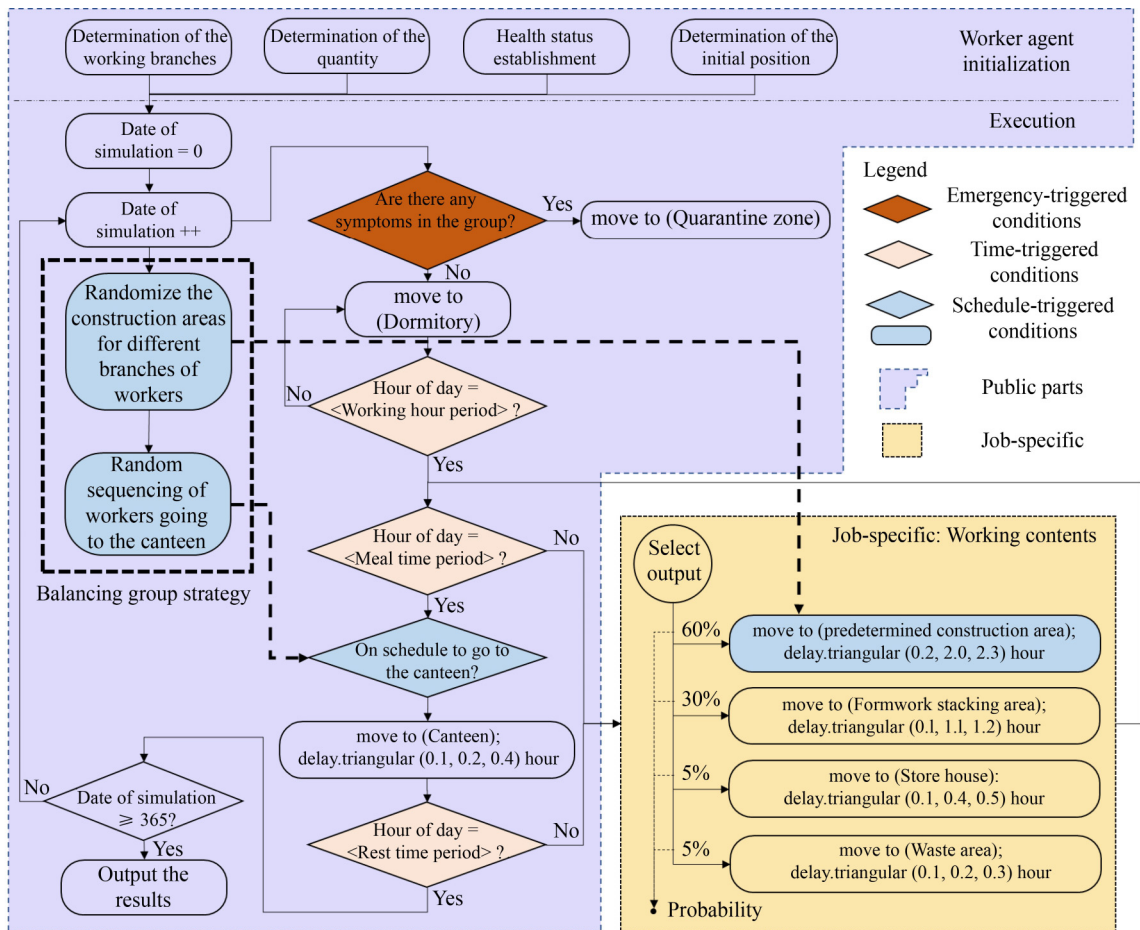 Determination of the
working branches
Determination of the
quantity
Health status
establishment
Determination of the
initial position
Worker agent
initialization
Date of
simulation = 0
Execution
Date of
simulation ++
Are there any
symptoms in the group?
Yes
move to (Quarantine zone)
No
Legend
Emergency-triggered
conditions
Time-triggered
conditions
Schedule-triggered
conditions
Public parts
Job-specific
Randomize the
construction areas
for different
branches of
workers
move to
(Dormitory)
No
Hour of day =
<Working hour period> ?
Yes
Random
sequencing of
workers going
to the canteen
Balancing group strategy
Hour of day =
<Meal time period> ?
No
Yes
On schedule to go to
the canteen?
move to (Canteen);
delay.triangular (0.1, 0.2, 0.4) hour
Hour of day =
<Rest time period> ?
No
Yes
No
Date of simulation
⩾ 365?
Yes
Output the
results
Job-specific: Working contents
Select
output
60%
move to (predetermined construction area);
delay.triangular (0.2, 2.0, 2.3) hour
30%
move to (Formwork stacking area);
delay.triangular (0.1, 1.1, 1.2) hour
5%
move to (Store house):
delay.triangular (0.1, 0.4, 0.5) hour
5%
move to (Waste area);
delay.triangular (0.1, 0.2, 0.3) hour
Probability